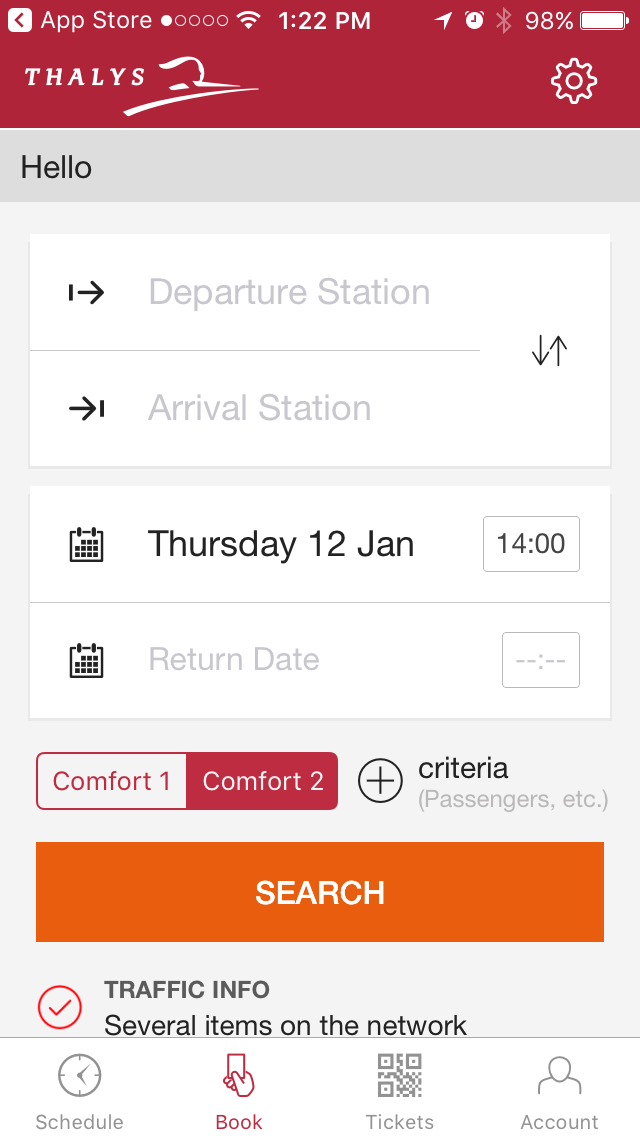 App Store 1:22 PM 98%
THALYS
Hello
Departure Station
Arrival Station
Thursday 12 Jan 14:00
Return Date --:--
Comfort 1 Comfort 2 criteria
(Passengers, etc.)
SEARCH
TRAFFIC INFO
Several items on the network
Schedule Book Tickets Account